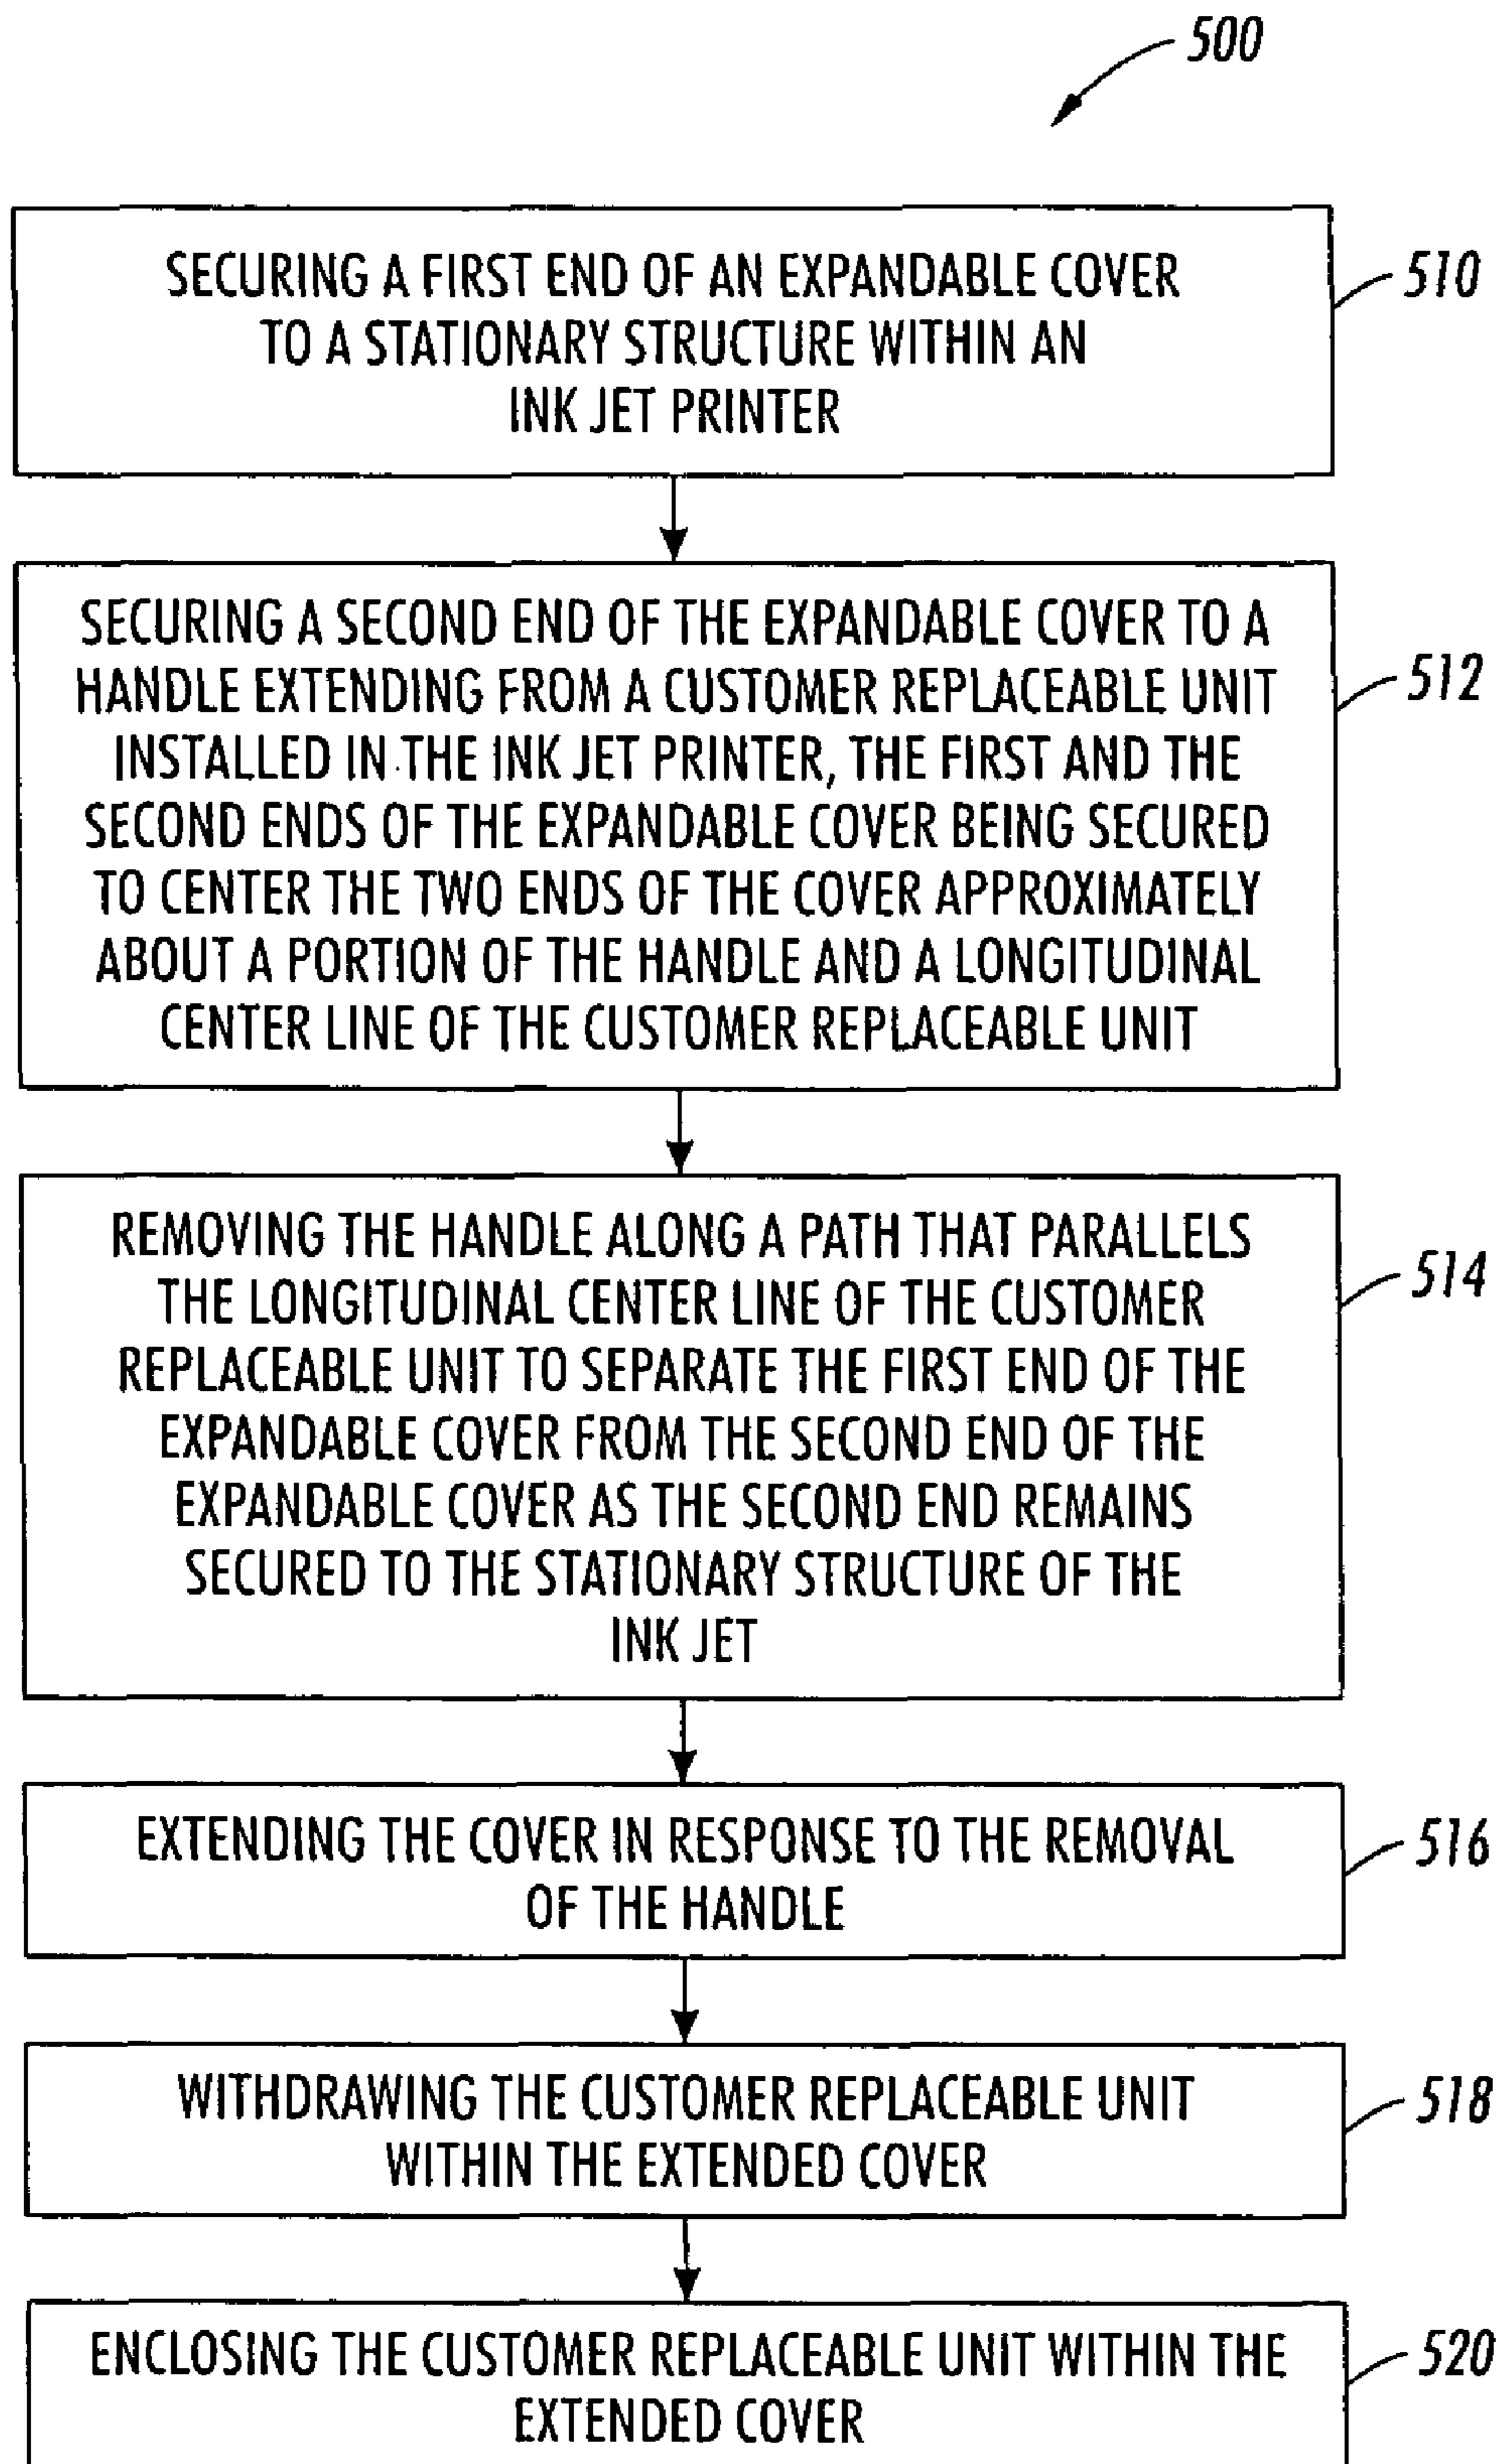 500
SECURING A FIRST END OF AN EXPANDABLE COVER
TO A STATIONARY STRUCTURE WITHIN AN
INK JET PRINTER
510
SECURING A SECOND END OF THE EXPANDABLE COVER TO A
HANDLE EXTENDING FROM A CUSTOMER REPLACEABLE UNIT
INSTALLED IN THE INK JET PRINTER, THE FIRST AND THE
SECOND ENDS OF THE EXPANDABLE COVER BEING SECURED
TO CENTER THE TWO ENDS OF THE COVER APPROXIMATELY
ABOUT A PORTION OF THE HANDLE AND A LONGITUDINAL
CENTER LINE OF THE CUSTOMER REPLACEABLE UNIT
512
REMOVING THE HANDLE ALONG A PATH THAT PARALLELS
THE LONGITUDINAL CENTER LINE OF THE CUSTOMER
REPLACEABLE UNIT TO SEPARATE THE FIRST END OF THE
EXPANDABLE COVER FROM THE SECOND END OF THE
EXPANDABLE COVER AS THE SECOND END REMAINS
SECURED TO THE STATIONARY STRUCTURE OF THE
INK JET
514
EXTENDING THE COVER IN RESPONSE TO THE REMOVAL
OF THE HANDLE
516
WITHDRAWING THE CUSTOMER REPLACEABLE UNIT
WITHIN THE EXTENDED COVER
518
ENCLOSING THE CUSTOMER REPLACEABLE UNIT WITHIN THE
EXTENDED COVER
520